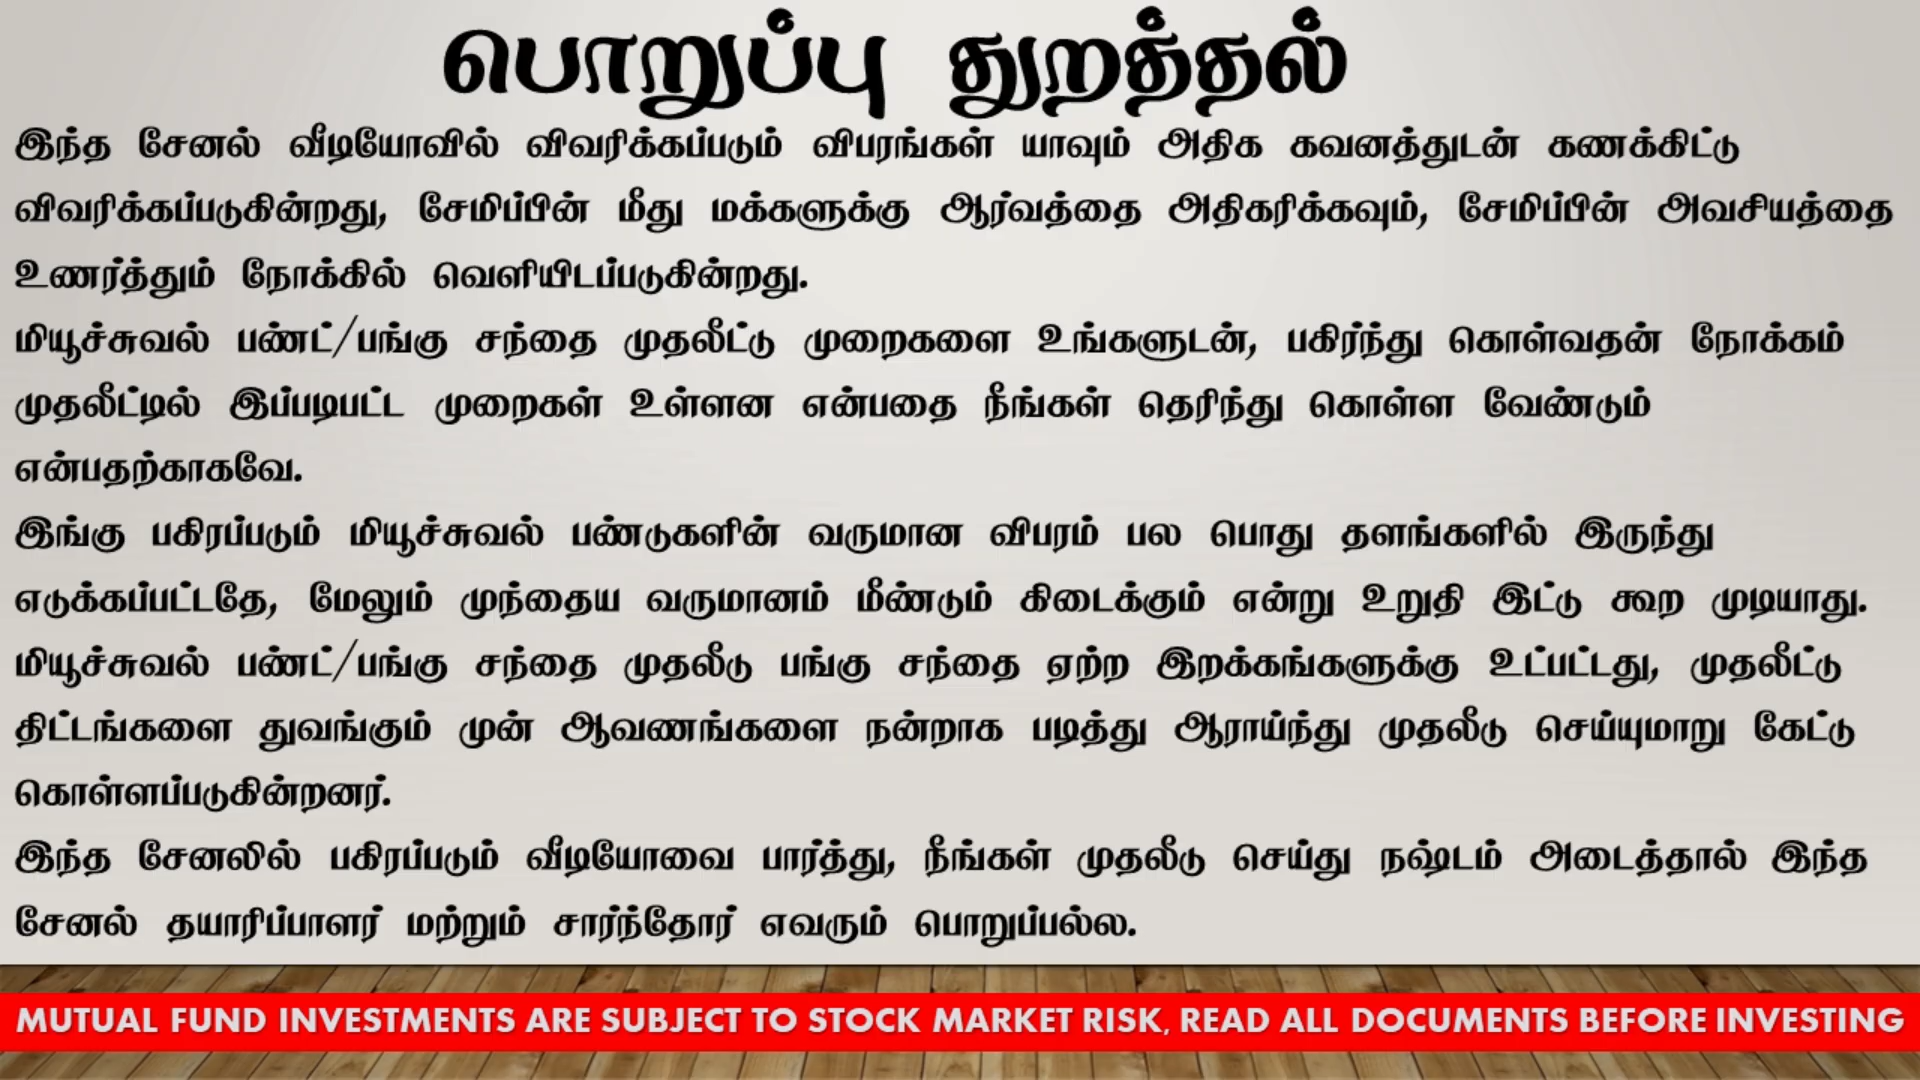 பொறுப்பு துறத்தல்
இந்த சேனல் வீடியோவில் விவரிக்கப்படும் விபரங்கள் யாவும் அதிக கவனத்துடன் கணக்கிட்டு
விவரிக்கப்படுகின்றது, சேமிப்பின் மீது மக்களுக்கு ஆர்வத்தை அதிகரிக்கவும், சேமிப்பின் அவசியத்தை
உணர்த்தும் நோக்கில் வெளியிடப்படுகின்றது.
மியூச்சுவல் பண்ட்/பங்கு சந்தை முதலீட்டு முறைகளை உங்களுடன், பகிர்ந்து கொள்வதன் நோக்கம்
முதலீட்டில் இப்படிபட்ட முறைகள் உள்ளன என்பதை நீங்கள் தெரிந்து கொள்ள வேண்டும்
என்பதற்காகவே.
இங்கு பகிரப்படும் மியூச்சுவல் பண்டுகளின் வருமான விபரம் பல பொது தளங்களில் இருந்து
எடுக்கப்பட்டதே, மேலும் முந்தைய வருமானம் மீண்டும் கிடைக்கும் என்று உறுதி இட்டு கூற முடியாது.
மியூச்சுவல் பண்ட்/பங்கு சந்தை முதலீடு பங்கு சந்தை ஏற்ற இறக்கங்களுக்கு உட்பட்டது, முதலீட்டு
திட்டங்களை துவங்கும் முன் ஆவணங்களை நன்றாக படித்து ஆராய்ந்து முதலீடு செய்யுமாறு கேட்டு
கொள்ளப்படுகின்றனர்.
இந்த சேனலில் பகிரப்படும் வீடியோவை பார்த்து, நீங்கள் முதலீடு செய்து நஷ்டம் அடைத்தால் இந்த
சேனல் தயாரிப்பாளர் மற்றும் சார்ந்தோர் எவரும் பொறுப்பல்ல.
MUTUAL FUND INVESTMENTS ARE SUBJECT TO STOCK MARKET RISK, READ ALL DOCUMENTS BEFORE INVESTING